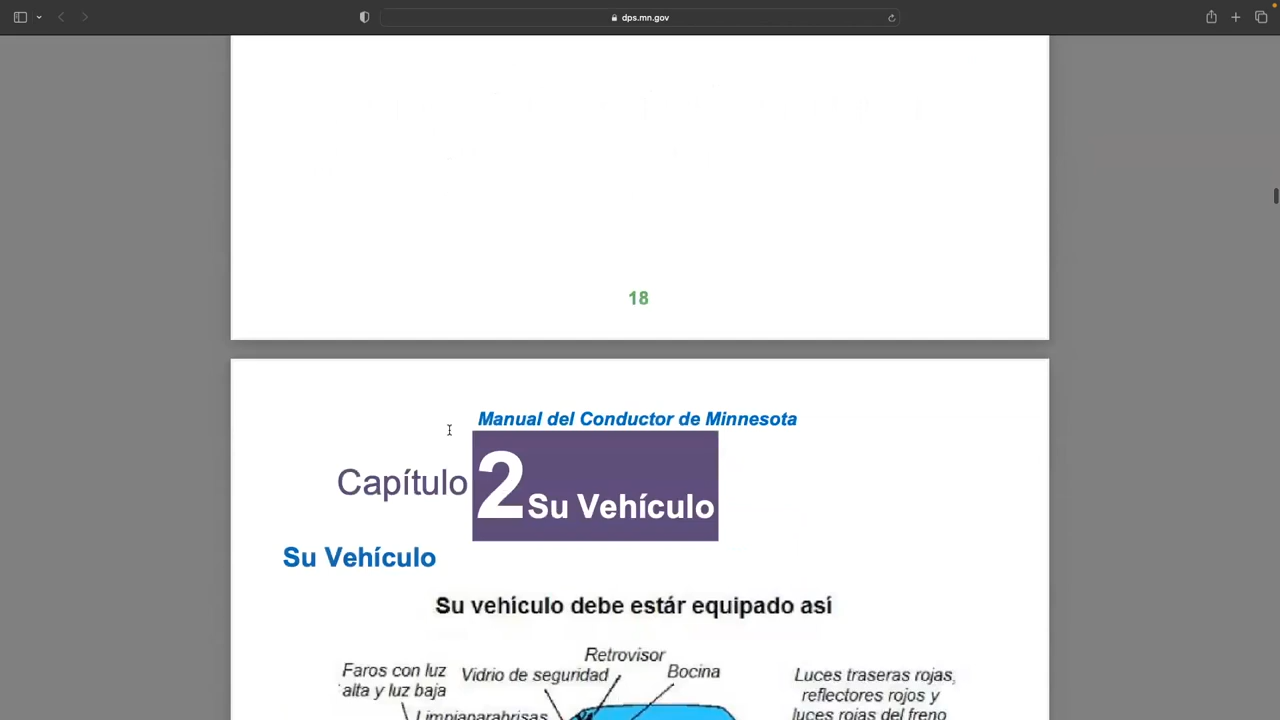 dps.mn.gov
18
Manual del Conductor de Minnesota
Capítulo 2 Su Vehículo
Su Vehículo
Su vehículo debe estár equipado así
Retrovisor
Faros con luz
alta y luz baja
Vidrio de seguridad
Bocina
Luces traseras rojas,
reflectores rojos y
luces rojas del freno
Limpiaparabrisas